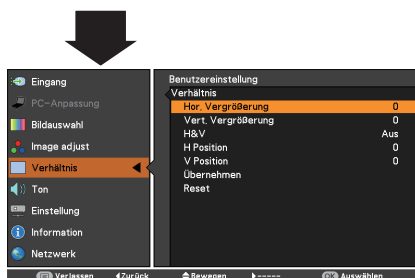 Eingang
PC-Anpassung
Bildauswahl
Image adjust
Verhältnis
Ton
Einstellung
Information
Netzwerk
Benutzereinstellung
Verhältnis
Hor. Vergrößerung 0
Vert. Vergrößerung 0
H&V Aus
H Position 0
V Position 0
Übernehmen
Reset
Verlassen Zurück Bewegen ----- OK Auswählen